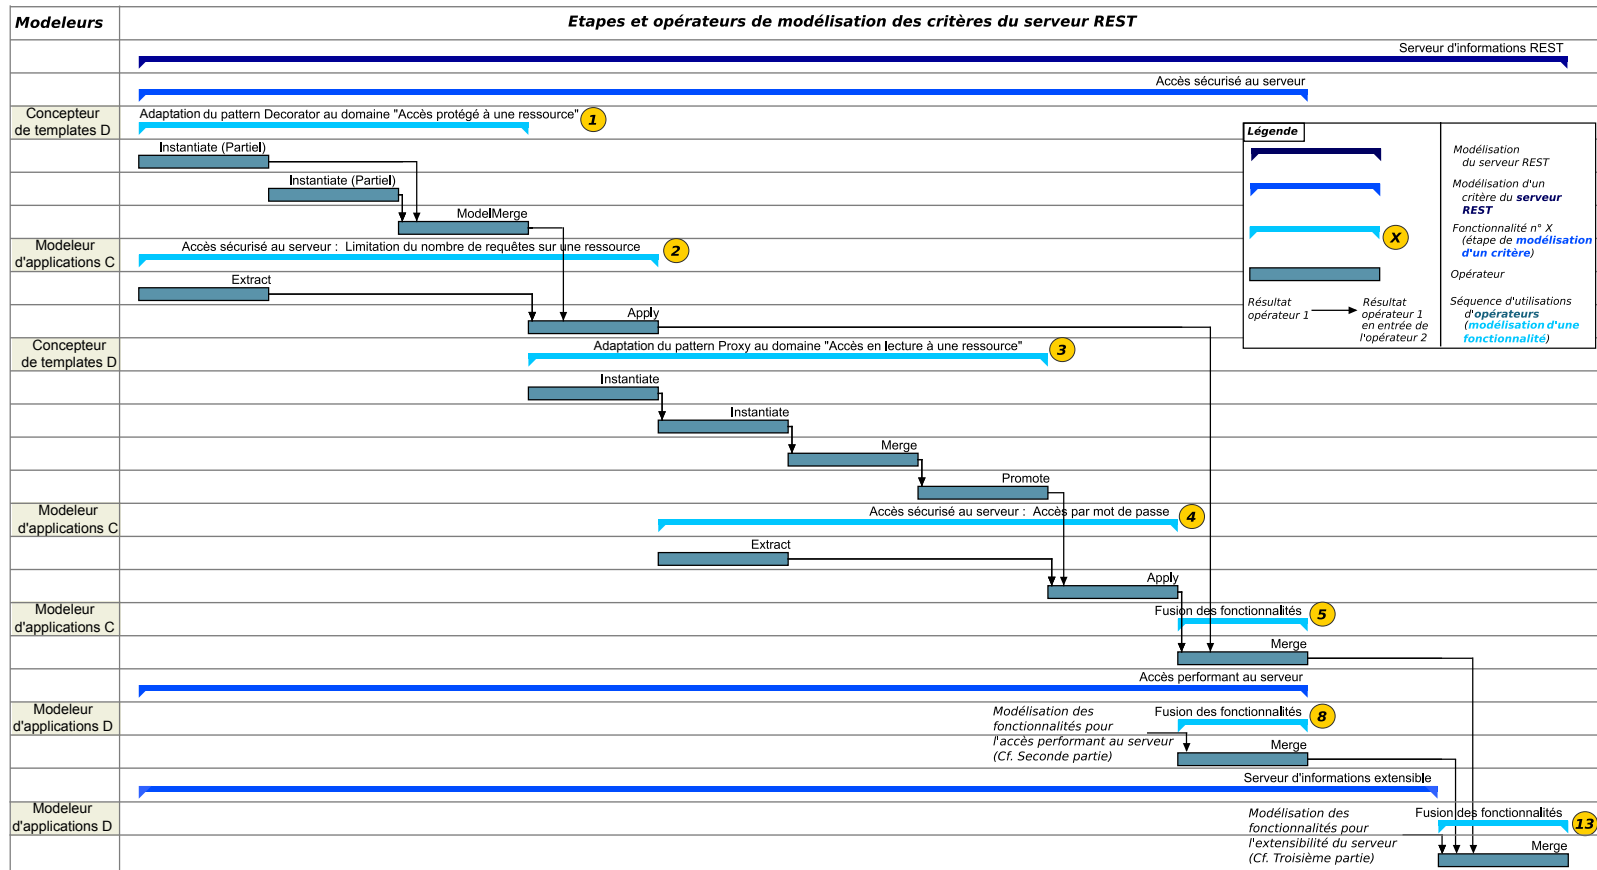 Modeleurs
Etapes et opérateurs de modélisation des critères du serveur REST
Serveur d'informations REST
Accès sécurisé au serveur
Concepteur
de templates D
Adaptation du pattern Decorator au domaine "Accès protégé à une ressource"
1
Instantiate (Partiel)
Instantiate (Partiel)
ModelMerge
Modeleur
d'applications C
Accès sécurisé au serveur : Limitation du nombre de requêtes sur une ressource
2
Extract
Apply
Concepteur
de templates D
Adaptation du pattern Proxy au domaine "Accès en lecture à une ressource"
3
Instantiate
Instantiate
Merge
Promote
Modeleur
d'applications C
Accès sécurisé au serveur : Accès par mot de passe
4
Extract
Apply
Modeleur
d'applications C
Fusion des fonctionnalités
5
Merge
Accès performant au serveur
Modeleur
d'applications D
Modélisation des
fonctionnalités pour
l'accès performant au serveur
(Cf. Seconde partie)
Fusion des fonctionnalités
8
Merge
Serveur d'informations extensible
Modeleur
d'applications D
Modélisation des
fonctionnalités pour
l'extensibilité du serveur
(Cf. Troisième partie)
Fusion des fonctionnalités
13
Merge
Légende
Modélisation
du serveur REST
Modélisation d'un
critère du serveur
REST
X
Fonctionnalité n° X
(étape de modélisation
d'un critère)
Opérateur
Résultat
opérateur 1
Résultat
opérateur 1
en entrée de
l'opérateur 2
Séquence d'utilisations
d'opérateurs
(modélisation d'une
fonctionnalité)